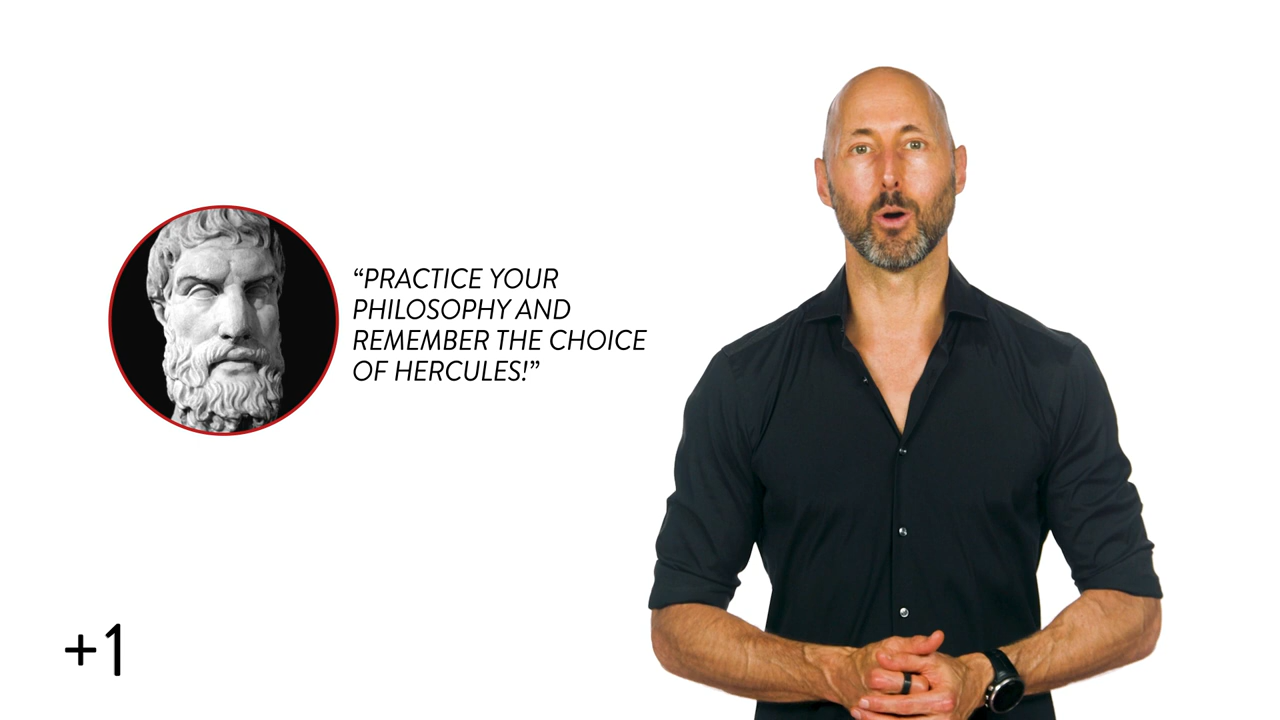 “PRACTICE YOUR
PHILOSOPHY AND
REMEMBER THE CHOICE
OF HERCULES!”
+1